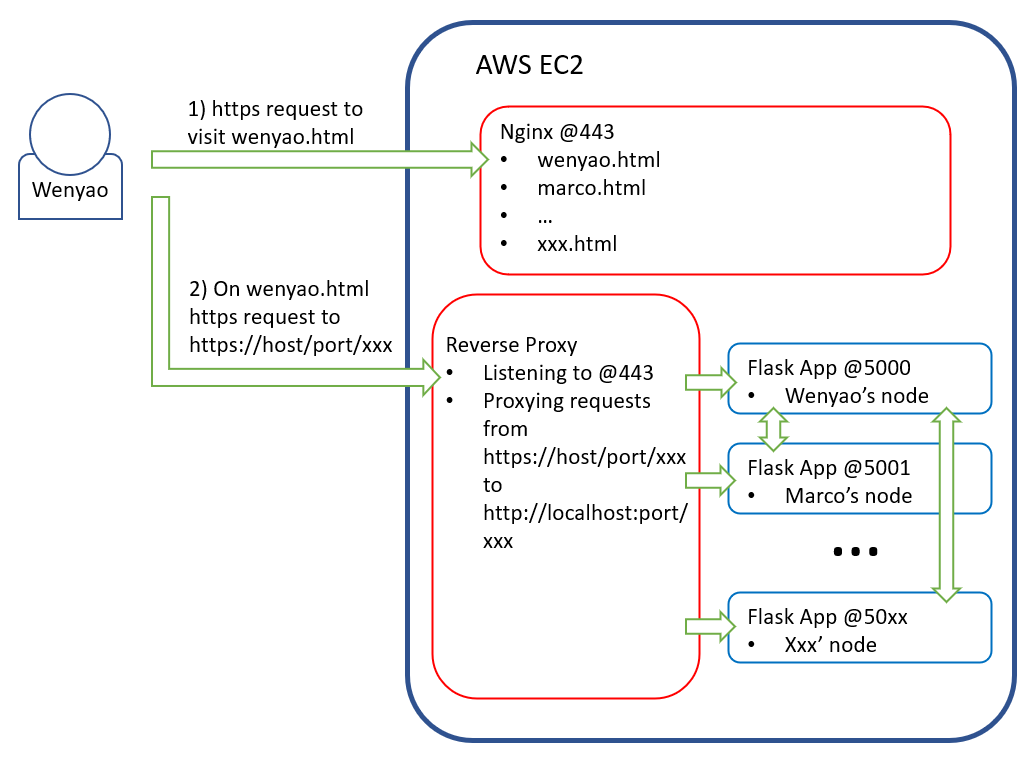 AWS EC2
1) https request to
visit wenyao.html
Wenyao
Nginx @443
• wenyao.html
• marco.html
• ...
• xxx.html
2) On wenyao.html
https request to
https://host/port/xxx
Reverse Proxy
• Listening to @443
• Proxying requests
from
https://host/port/xxx
to
http://localhost:port/
xxx
Flask App @5000
• Wenyao’s node
Flask App @5001
• Marco’s node
...
Flask App @50xx
• Xxx’ node